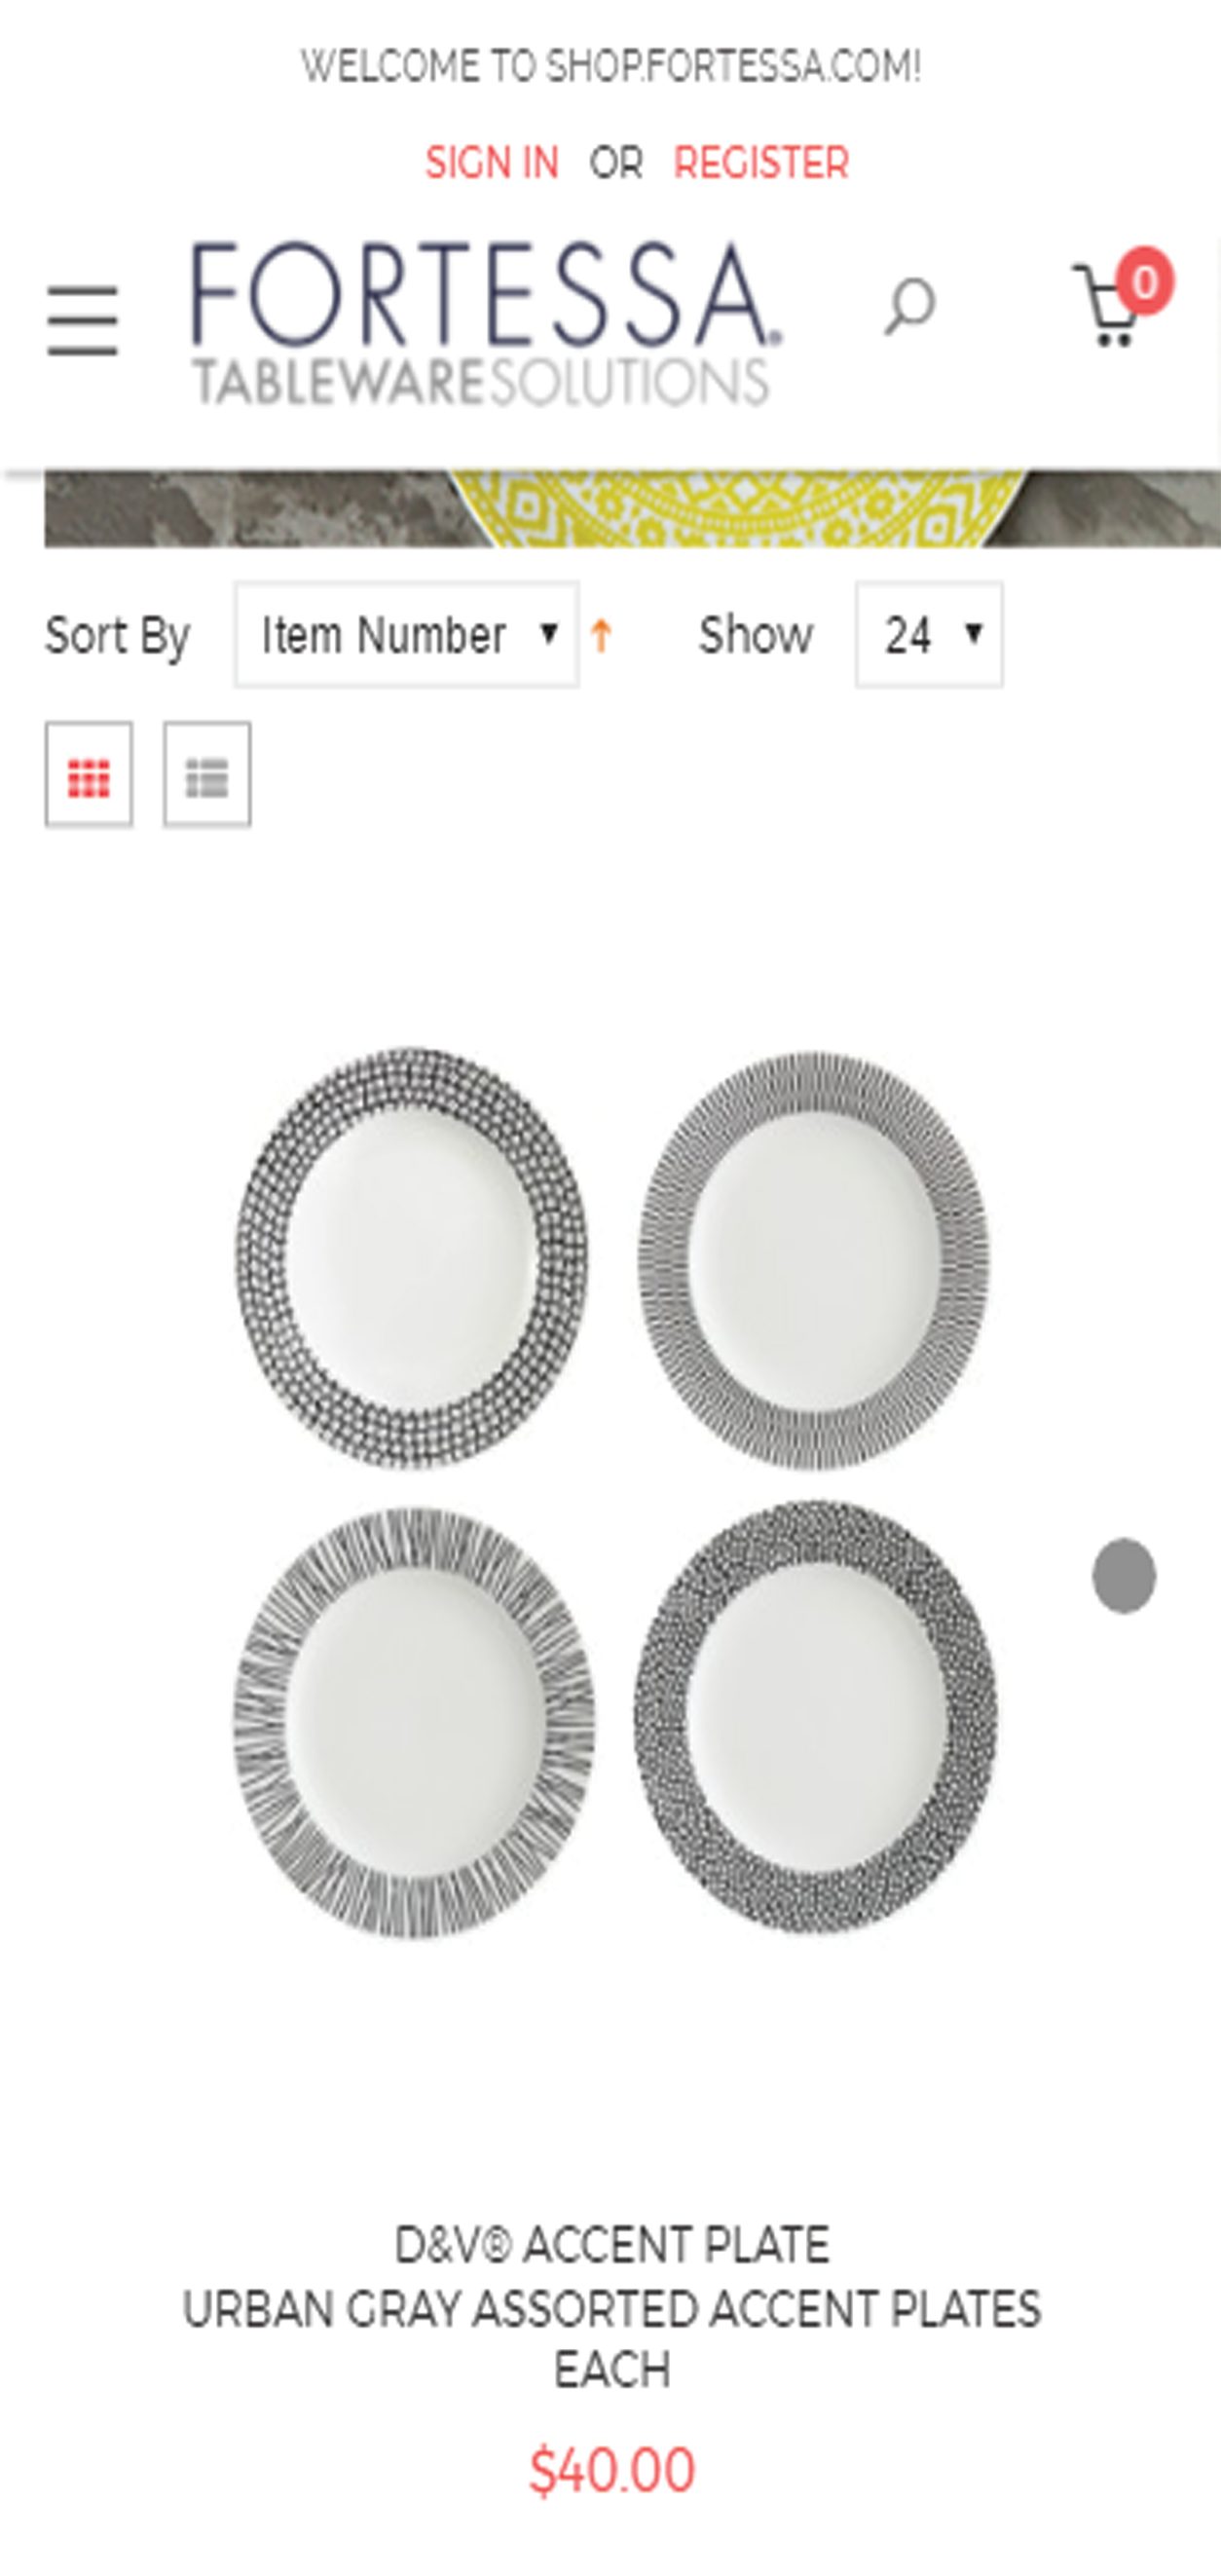 WELCOME TO SHOP.FORTESSA.COM!
SIGN IN OR REGISTER
FORTESSA®
TABLEWARESOLUTIONS
0
Sort By Item Number Show 24
D&V® ACCENT PLATE
URBAN GRAY ASSORTED ACCENT PLATES
EACH
$40.00